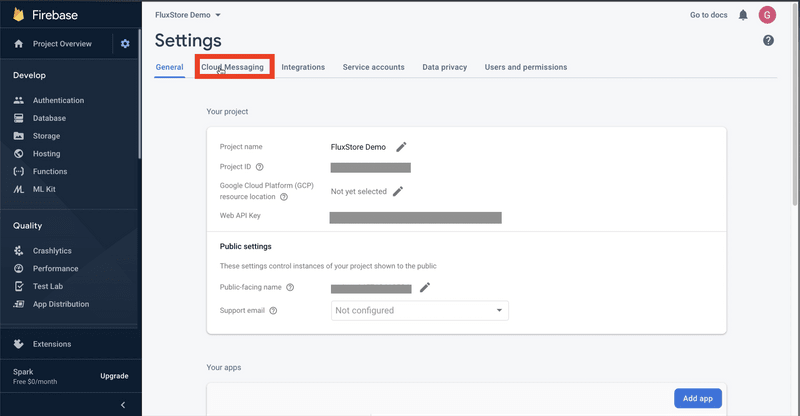 Firebase
Project Overview
Develop
Authentication
Database
Storage
Hosting
Functions
ML Kit
Quality
Crashlytics
Performance
Test Lab
App Distribution
Extensions
Spark
Free $0/month
Upgrade
FluxStore Demo
Go to docs
G
Settings
General Cloud Messaging Integrations Service accounts Data privacy Users and permissions
Your project
Project name FluxStore Demo
Project ID
Google Cloud Platform (GCP)
resource location
Not yet selected
Web API Key
Public settings
These settings control instances of your project shown to the public
Public-facing name
Support email Not configured
Your apps
Add app